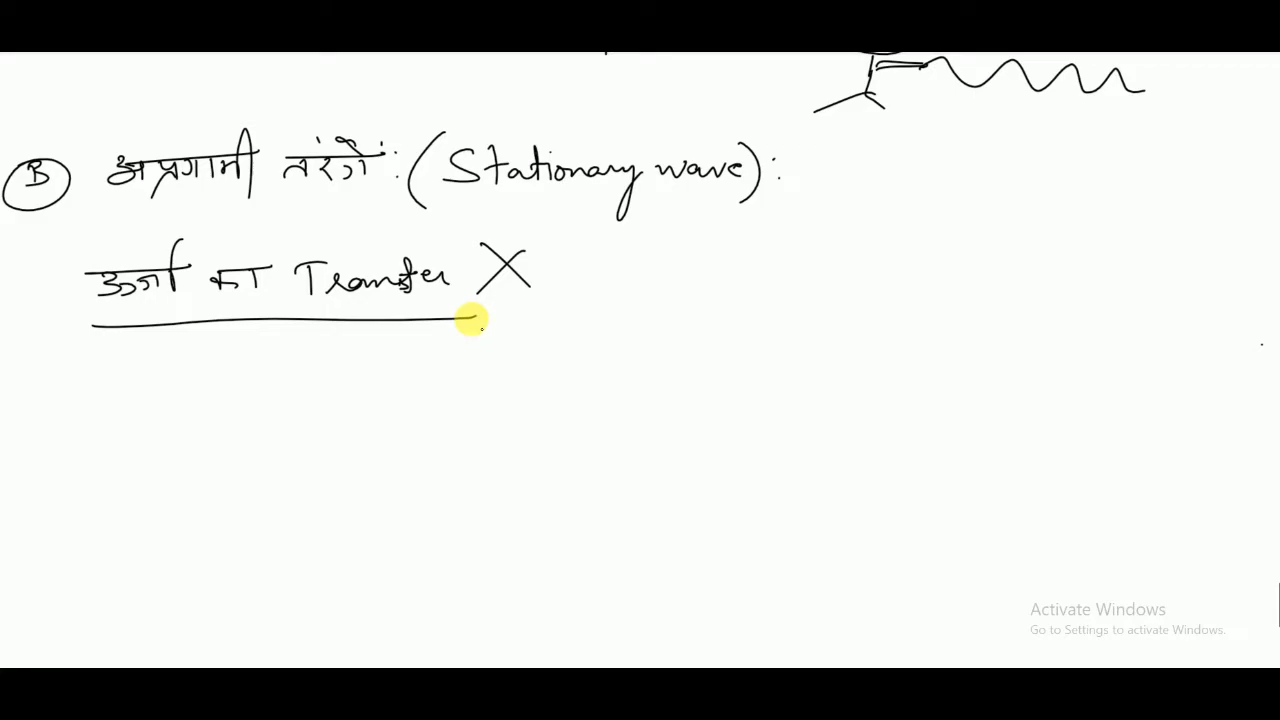 B अप्रगामी तरंगें : (Stationary wave) :
ऊर्जा का Transfer X
Activate Windows
Go to Settings to activate Windows.